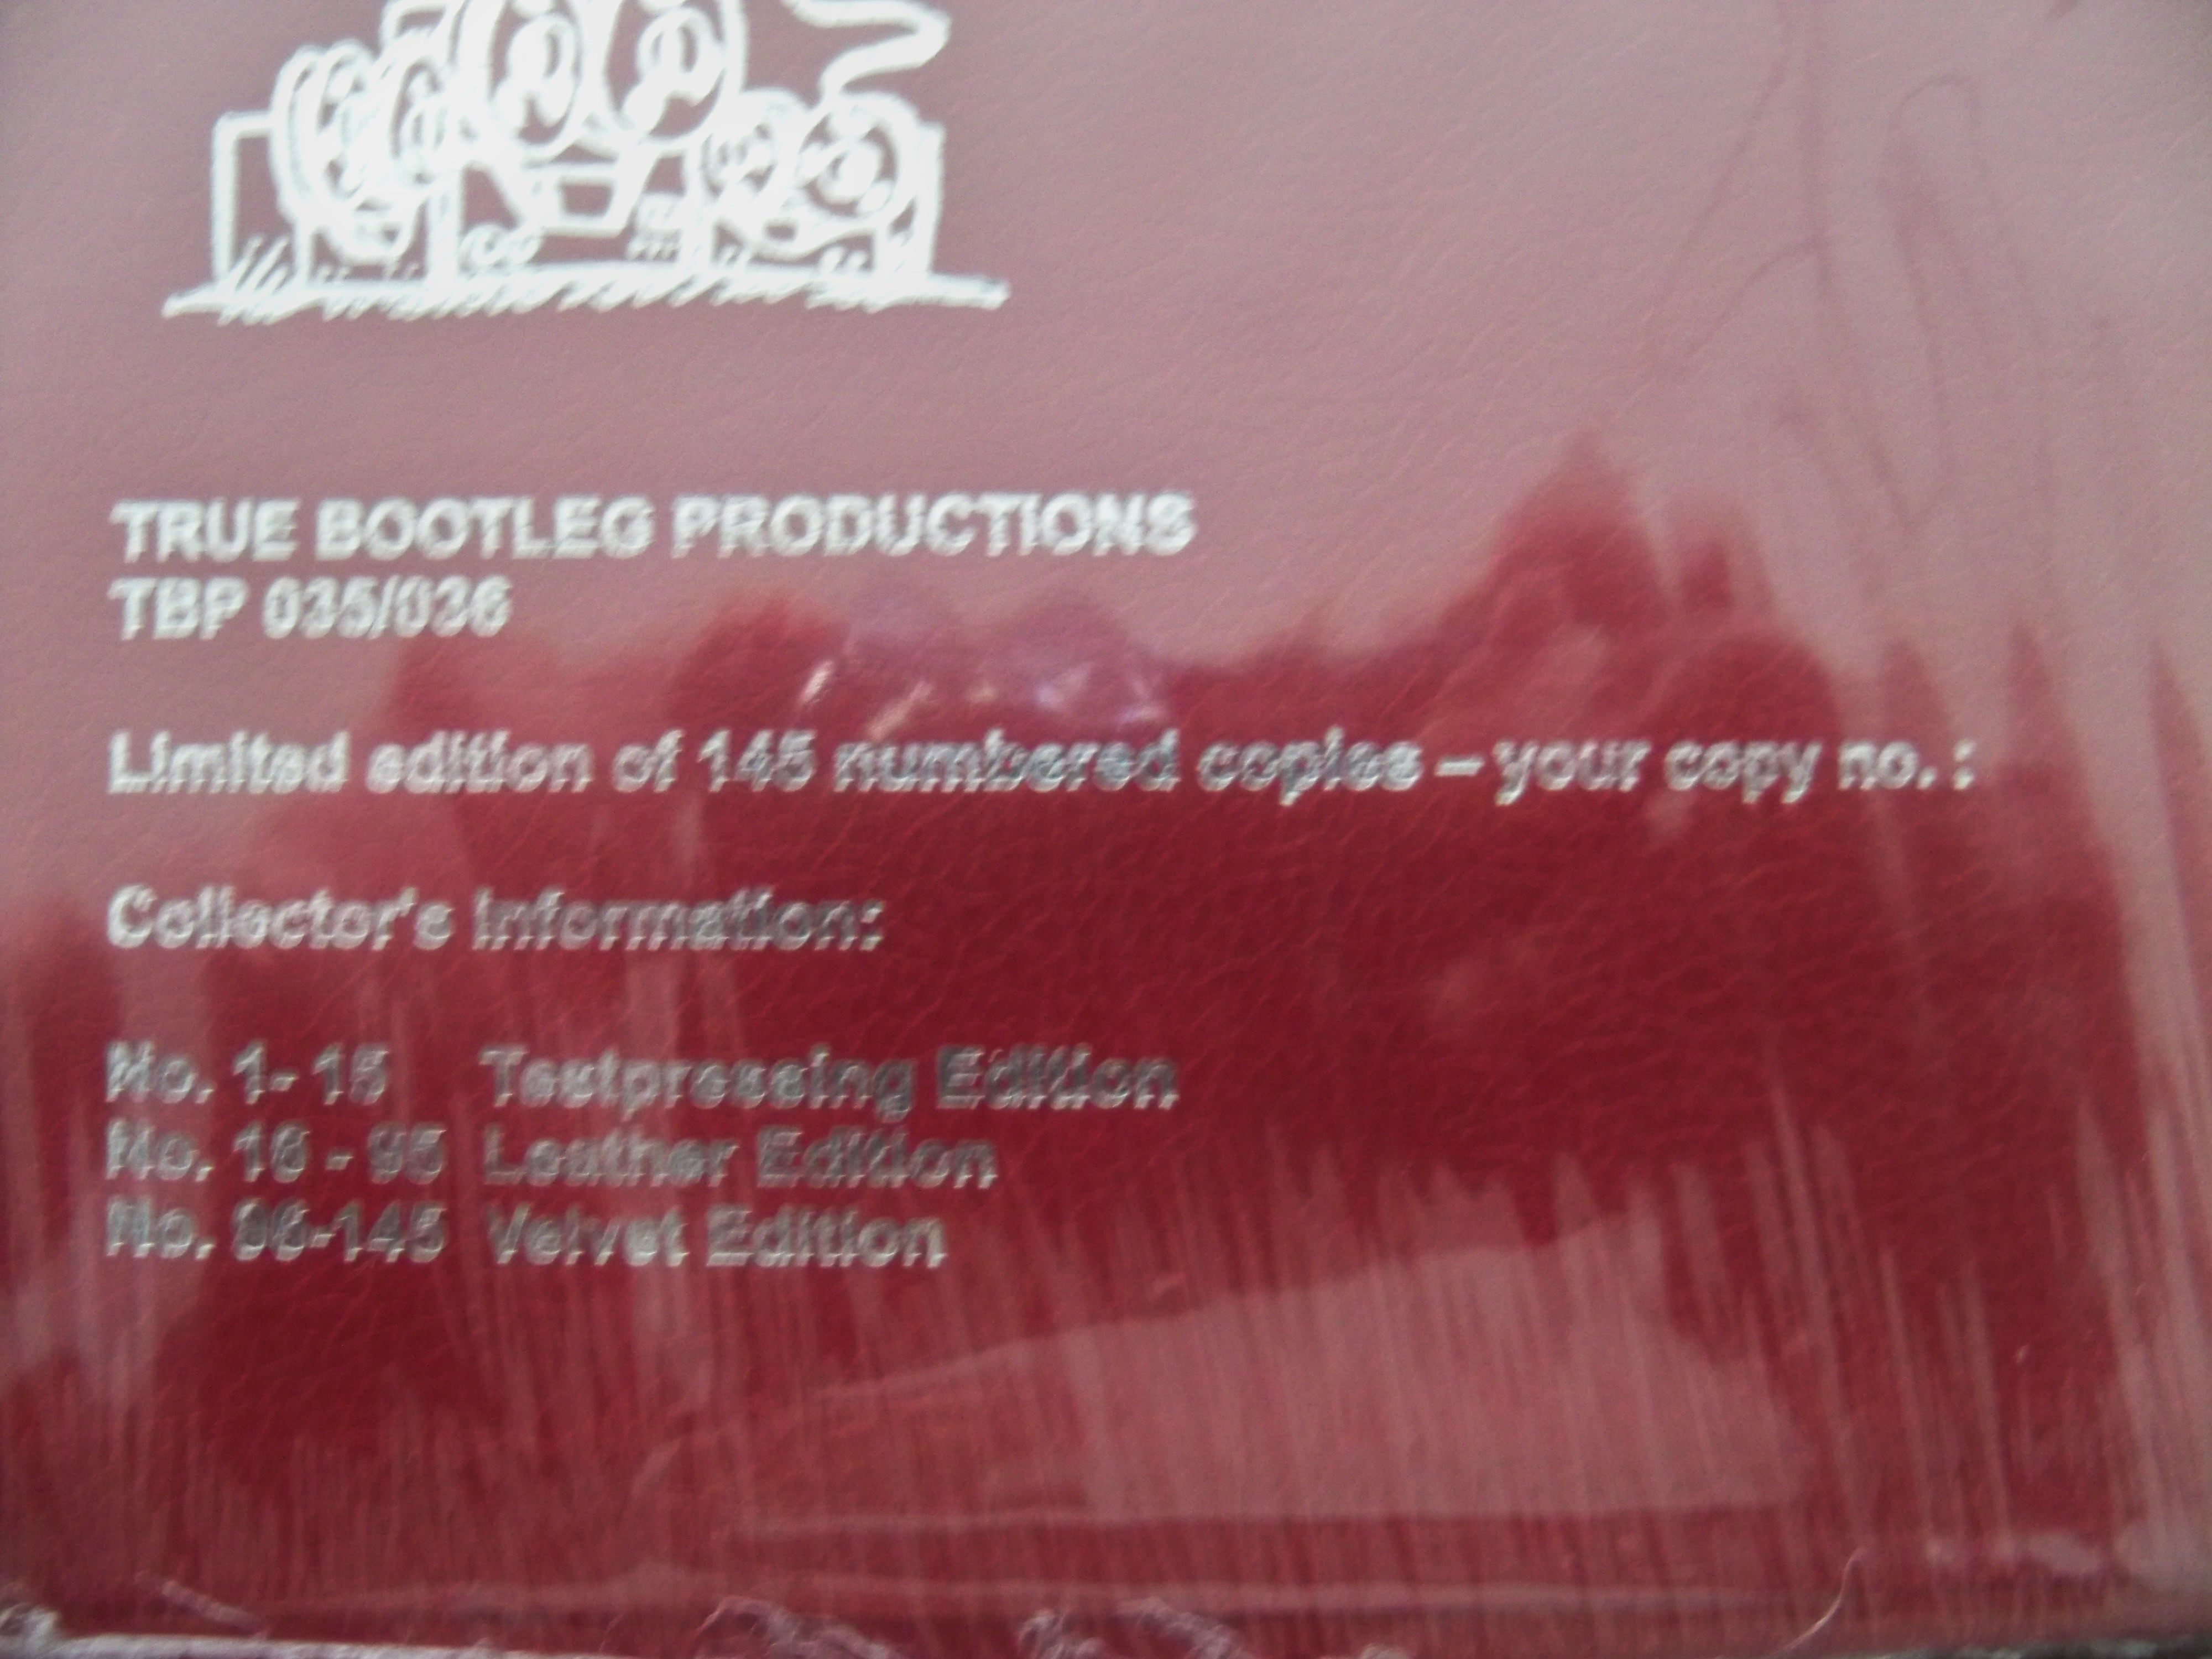 TRUE BOOTLEG PRODUCTIONS
TBP 035/036
Limited edition of 145 numbered copies – your copy no. :
Collector's Information:
No. 1- 15 Testpressing Edition
No. 16 - 95 Leather Edition
No. 96-145 Velvet Edition